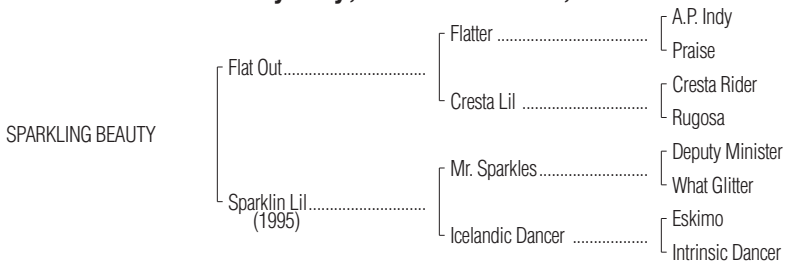 A.P. Indy
Flatter ..........................................
Praise
Flat Out.................................
Cresta Rider
Cresta Lil ...................................
Rugosa
SPARKLING BEAUTY
Deputy Minister
Mr. Sparkles..............................
What Glitter
Sparklin Lil...........................
(1995)
Eskimo
Icelandic Dancer .....................
Intrinsic Dancer